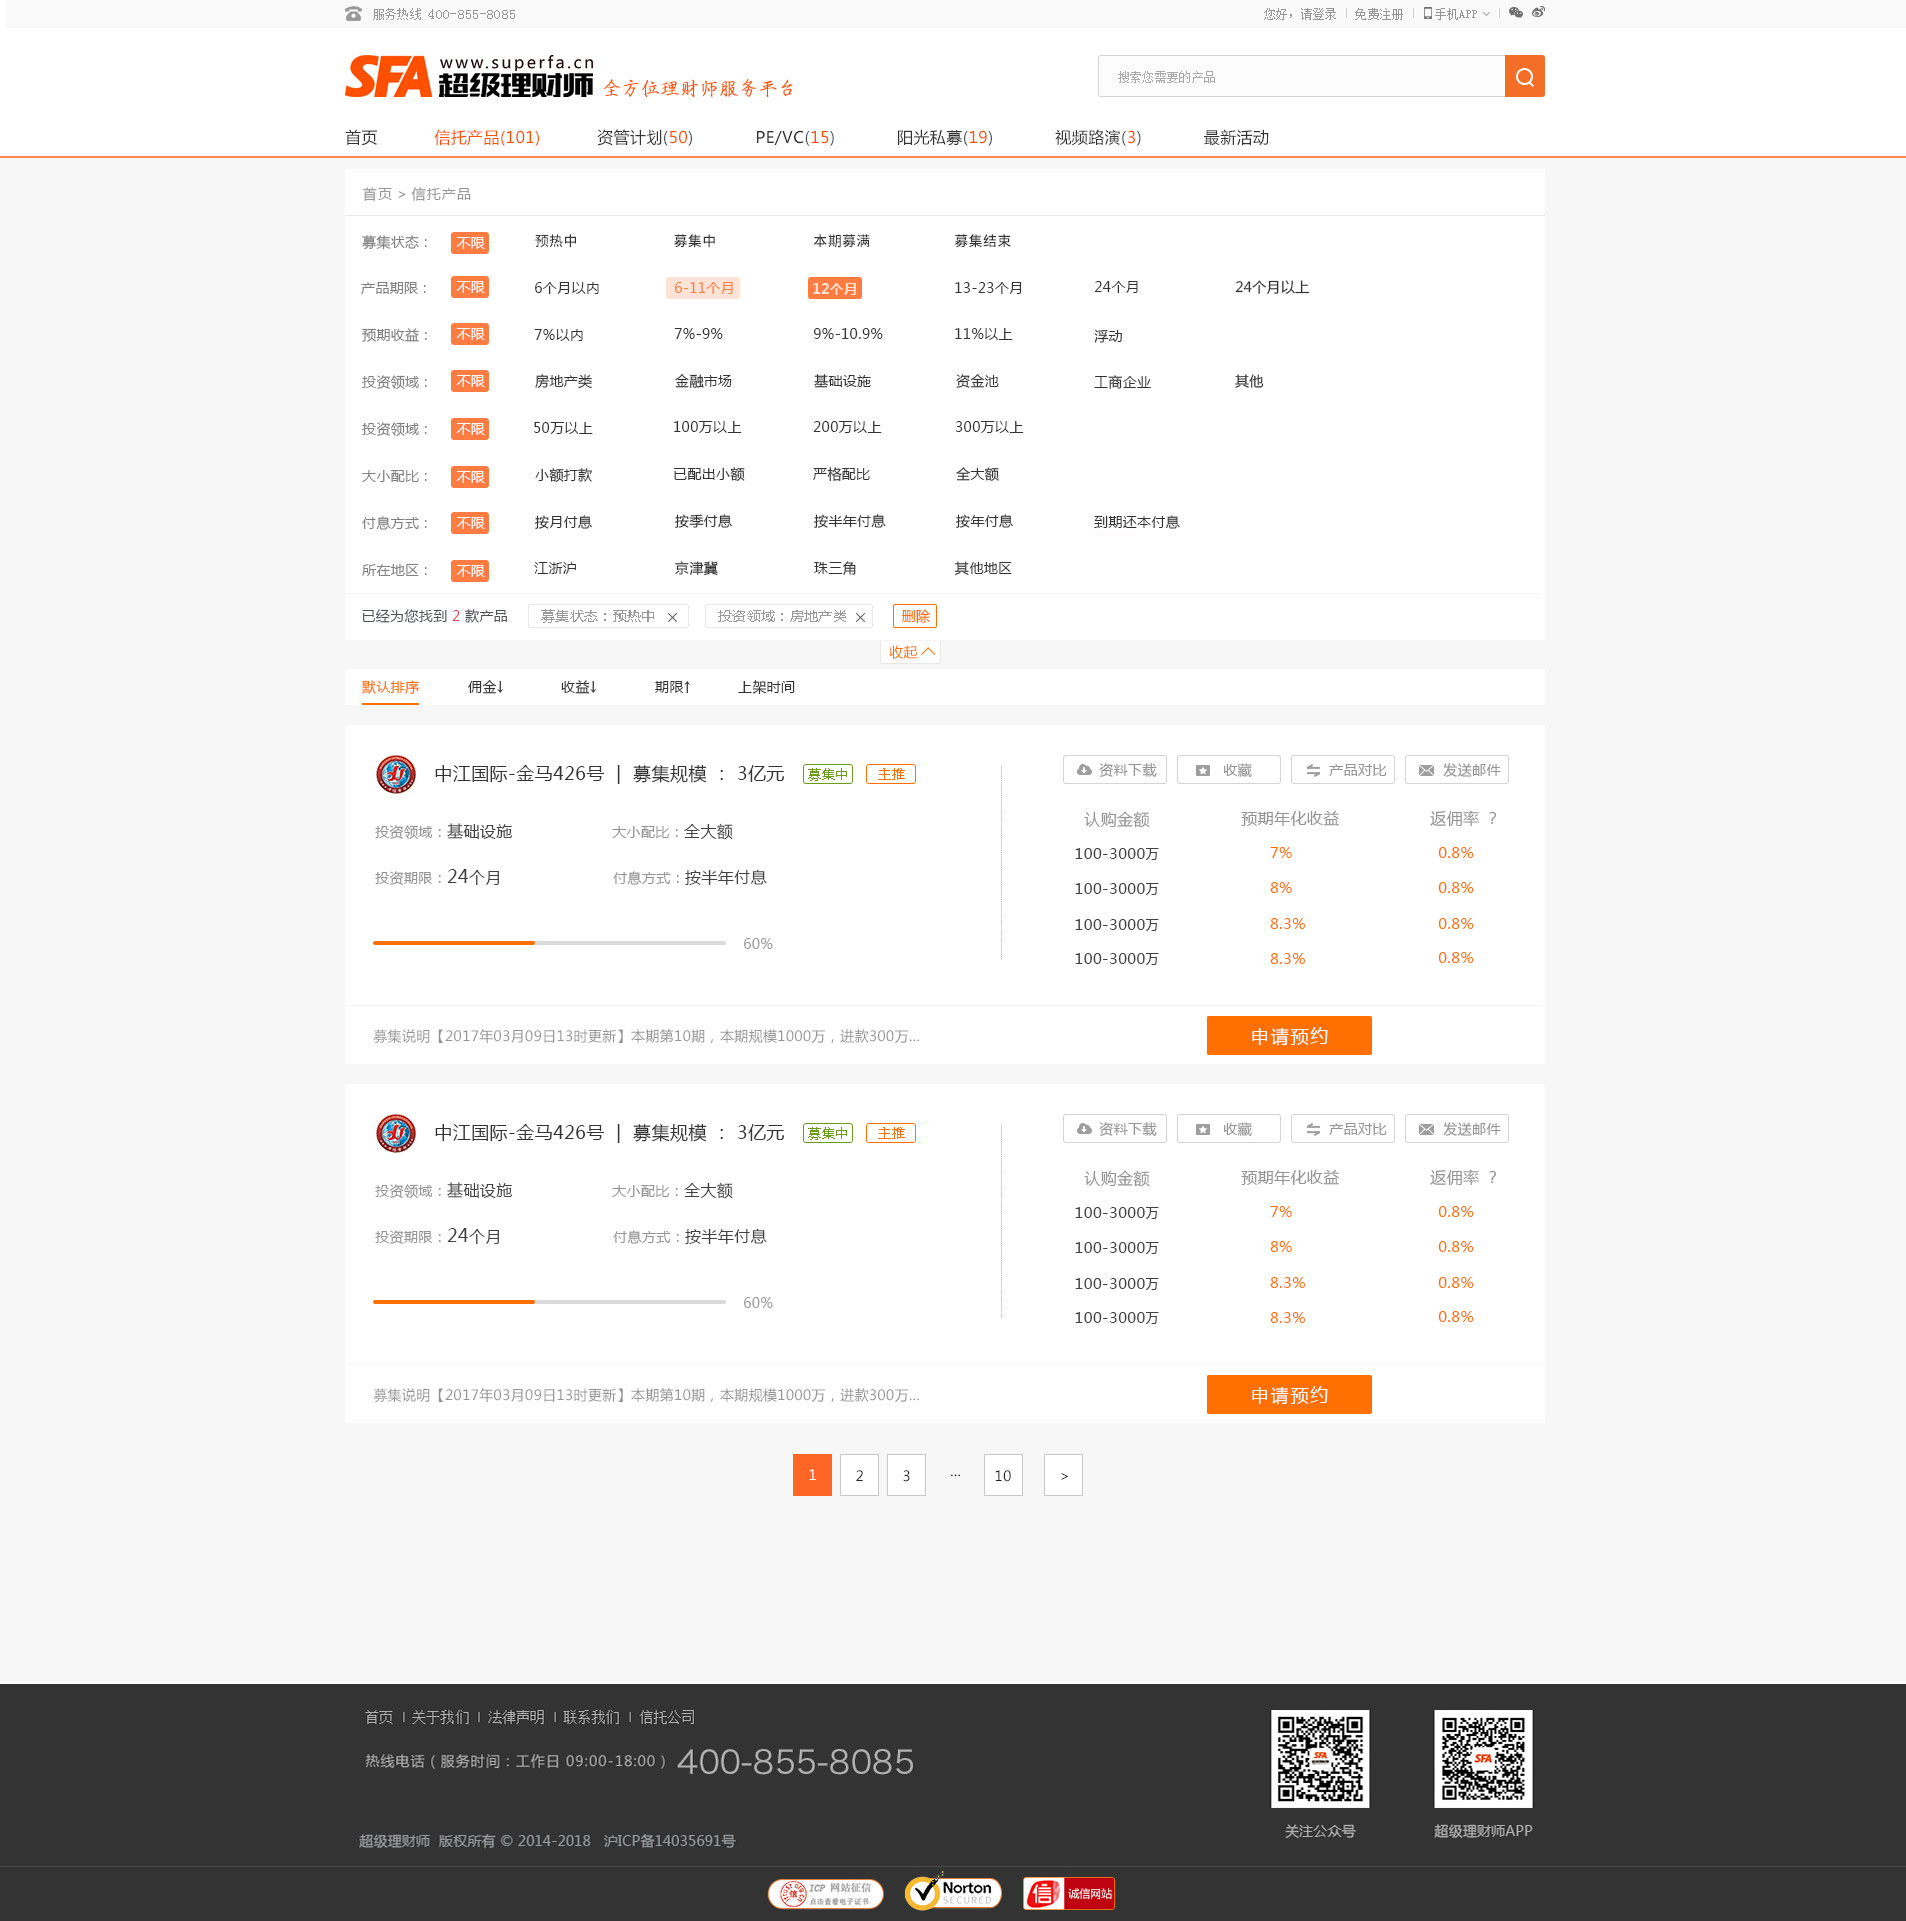 服务热线 400-855-8085
您好，请登录 免费注册 手机APP
SFA www.superfa.cn
超级理财师 全方位理财师服务平台
搜索您需要的产品
首页 信托产品(101) 资管计划(50) PE/VC(15) 阳光私募(19) 视频路演(3) 最新活动
首页 > 信托产品
募集状态： 不限 预热中 募集中 本期募满 募集结束
产品期限： 不限 6个月以内 6-11个月 12个月 13-23个月 24个月 24个月以上
预期收益： 不限 7%以内 7%-9% 9%-10.9% 11%以上 浮动
投资领域： 不限 房地产类 金融市场 基础设施 资金池 工商企业 其他
投资领域： 不限 50万以上 100万以上 200万以上 300万以上
大小配比： 不限 小额打款 已配出小额 严格配比 全大额
付息方式： 不限 按月付息 按季付息 按半年付息 按年付息 到期还本付息
所在地区： 不限 江浙沪 京津冀 珠三角 其他地区
已经为您找到 2 款产品 募集状态：预热中 × 投资领域：房地产类 × 删除
收起
默认排序 佣金↓ 收益↓ 期限↑ 上架时间
中江国际-金马426号 | 募集规模 ： 3亿元 募集中 主推
资料下载 收藏 产品对比 发送邮件
投资领域：基础设施 大小配比：全大额
投资期限：24个月 付息方式：按半年付息
60%
认购金额 预期年化收益 返佣率 ?
100-3000万 7% 0.8%
100-3000万 8% 0.8%
100-3000万 8.3% 0.8%
100-3000万 8.3% 0.8%
募集说明【2017年03月09日13时更新】本期第10期，本期规模1000万，进款300万...
申请预约
中江国际-金马426号 | 募集规模 ： 3亿元 募集中 主推
资料下载 收藏 产品对比 发送邮件
投资领域：基础设施 大小配比：全大额
投资期限：24个月 付息方式：按半年付息
60%
认购金额 预期年化收益 返佣率 ?
100-3000万 7% 0.8%
100-3000万 8% 0.8%
100-3000万 8.3% 0.8%
100-3000万 8.3% 0.8%
募集说明【2017年03月09日13时更新】本期第10期，本期规模1000万，进款300万...
申请预约
1 2 3 ... 10 >
首页 | 关于我们 | 法律声明 | 联系我们 | 信托公司
热线电话（服务时间：工作日 09:00-18:00）400-855-8085
SFA
SFA
关注公众号 超级理财师APP
超级理财师 版权所有 © 2014-2018 沪ICP备14035691号
信 ICP 网站征信
点击查看电子证书
Norton
SECURED
信 诚信网站